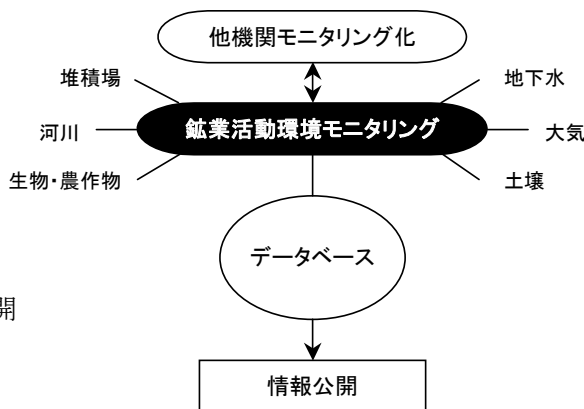 他機関モニタリング化
堆積場
地下水
鉱業活動環境モニタリング
河川
大気
生物・農作物
土壌
データベース
開
情報公開